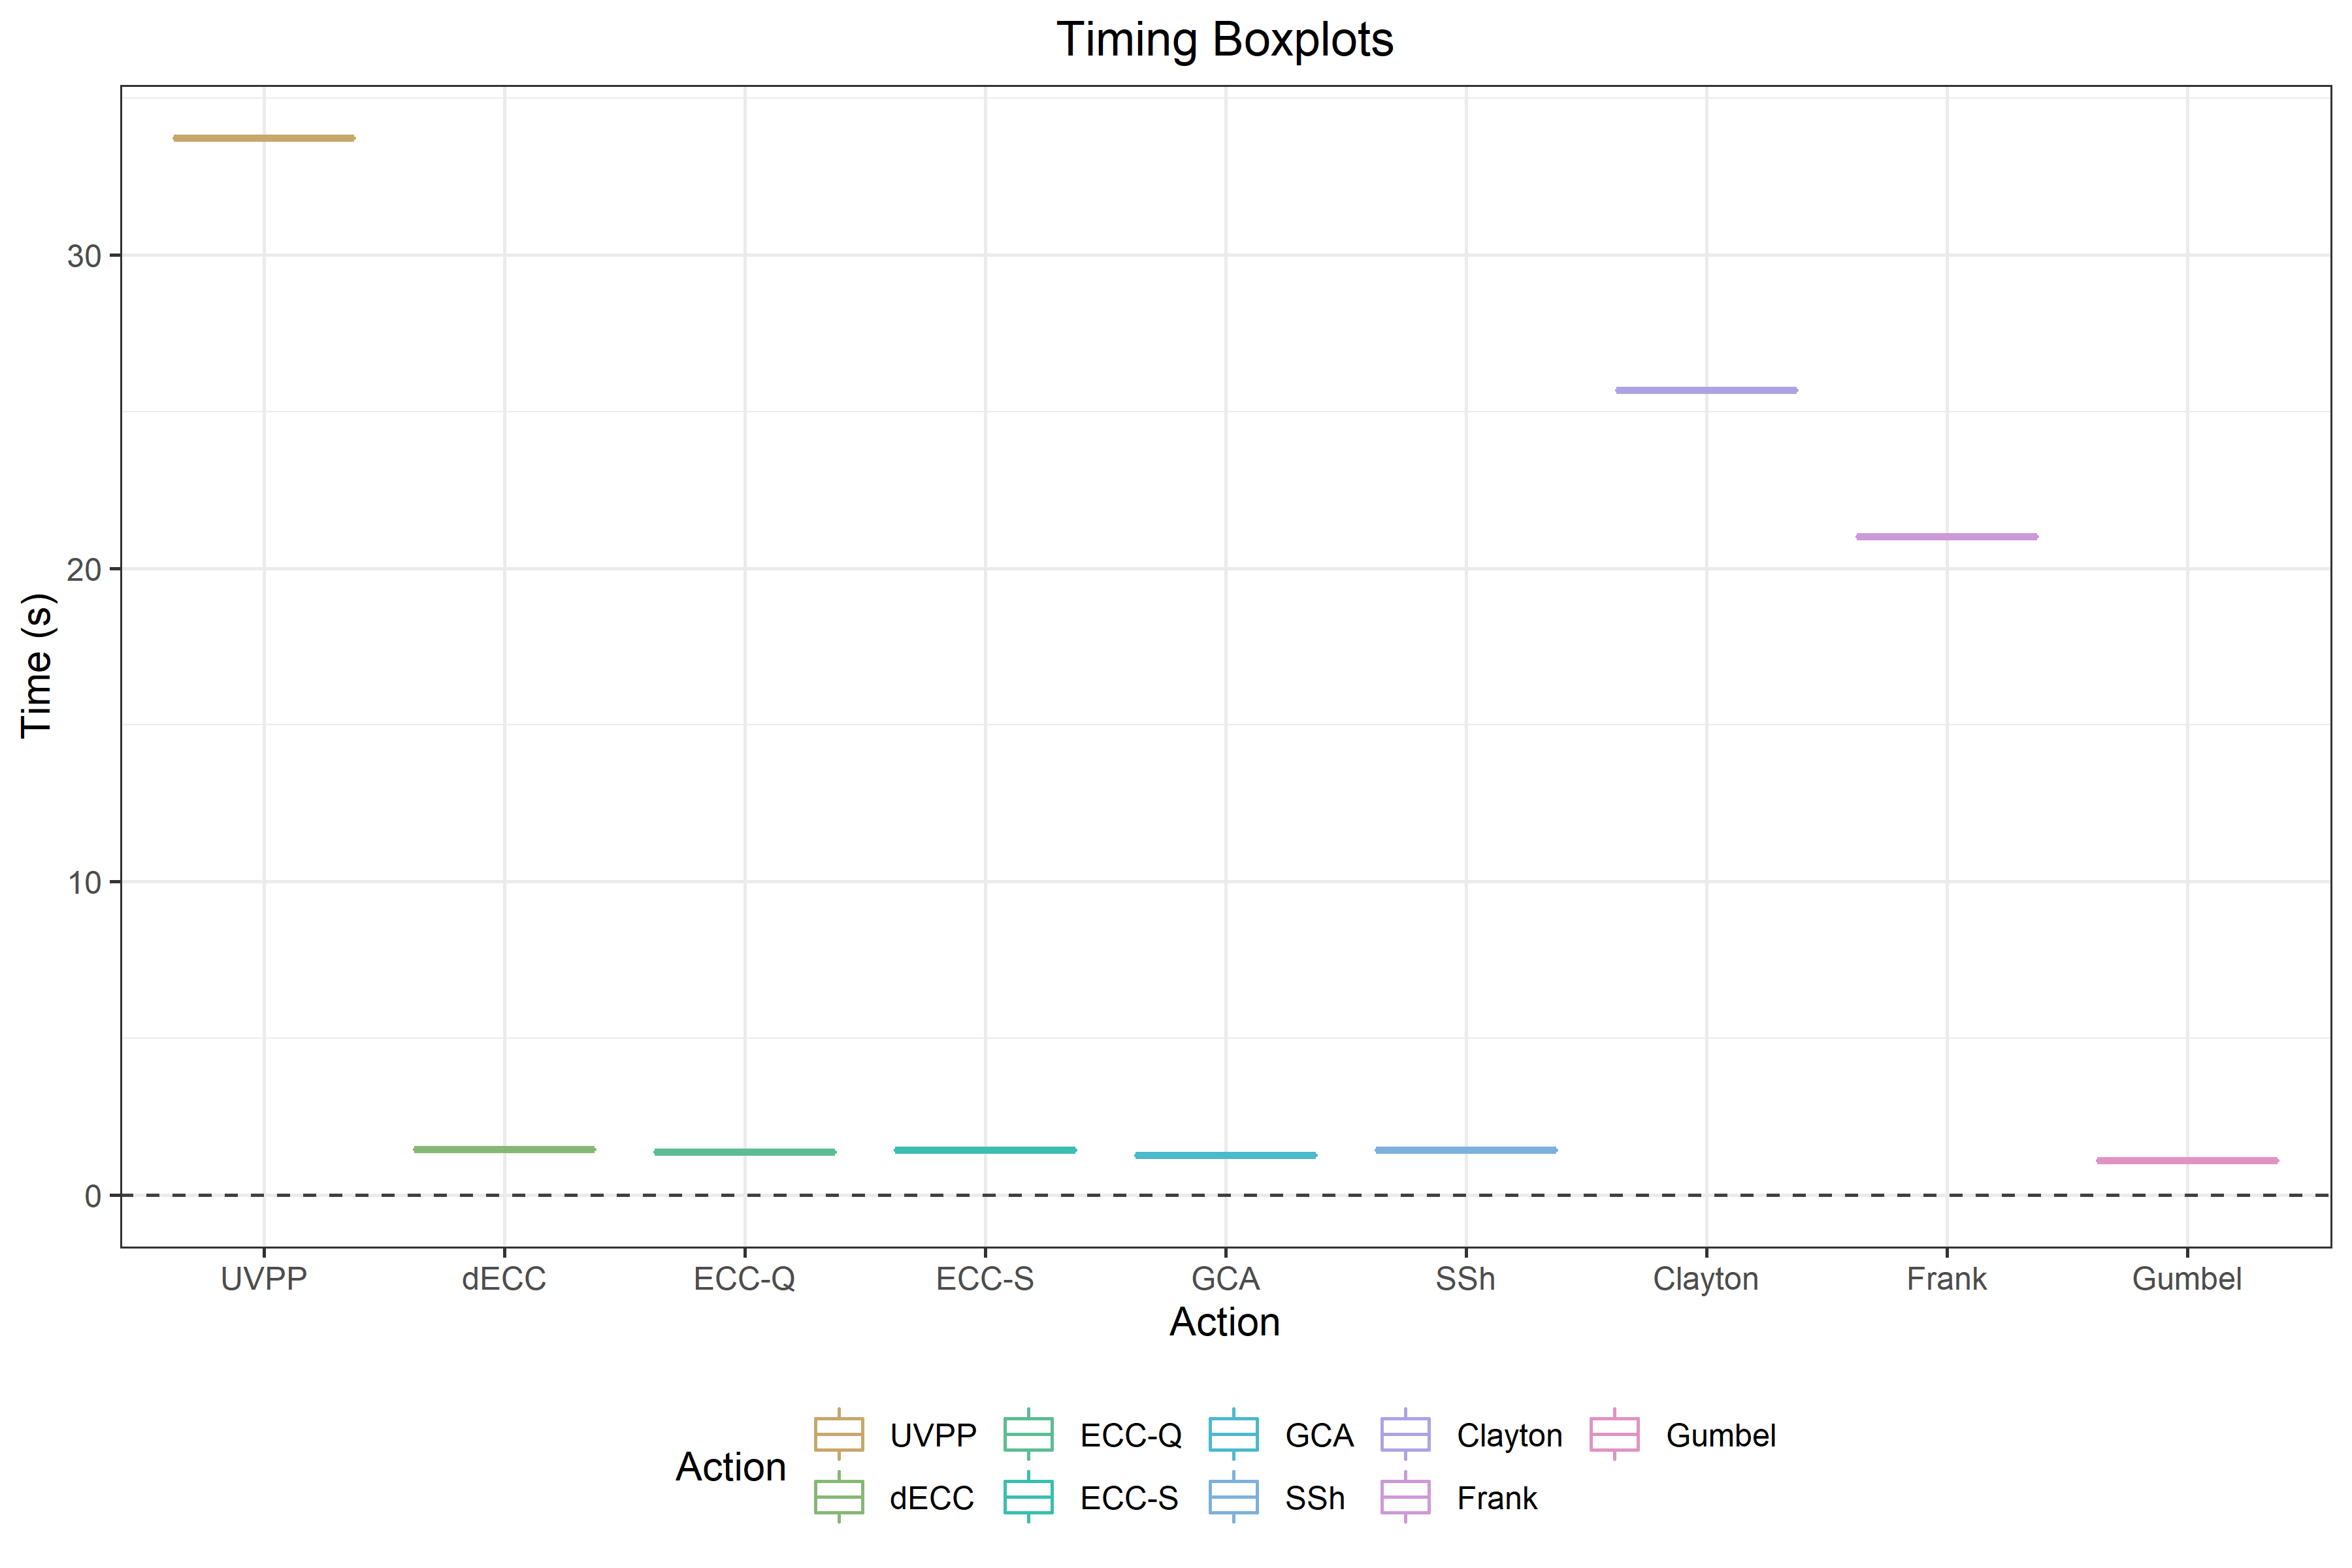 Timing Boxplots
Time (s)
30
20
10
0
UVPP dECC ECC-Q ECC-S GCA SSh Clayton Frank Gumbel
Action
Action
UVPP ECC-Q GCA Clayton Gumbel
dECC ECC-S SSh Frank